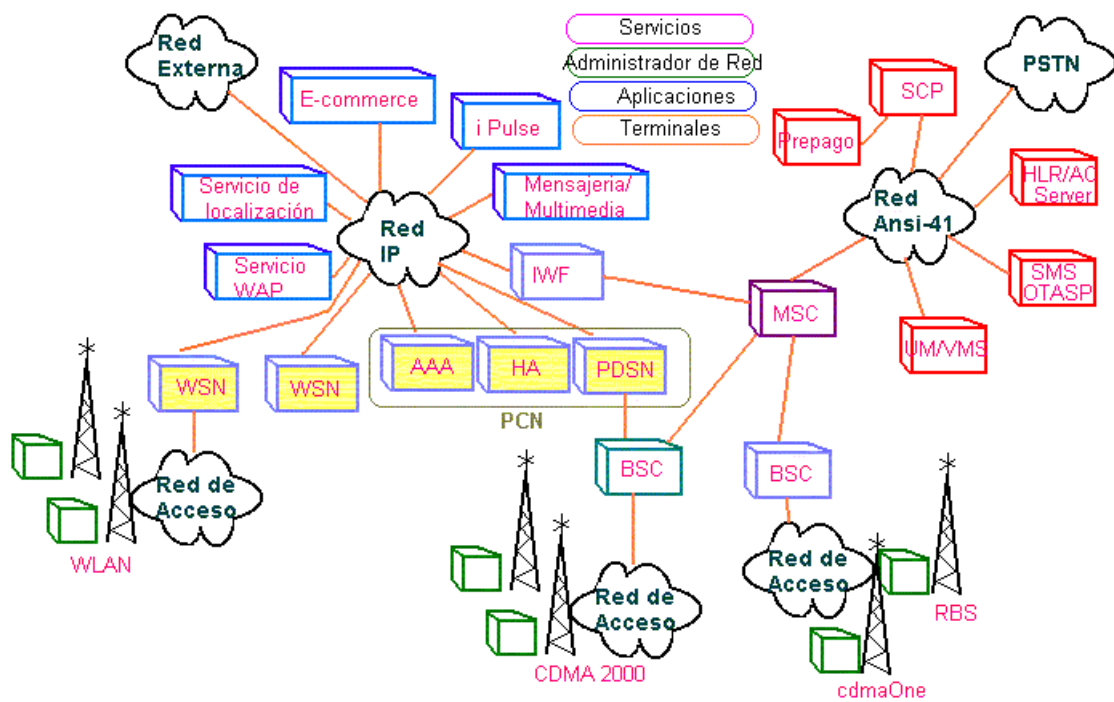 Red
Externa
E-commerce
i Pulse
Servicios
Administrador de Red
Aplicaciones
Terminales
SCP
PSTN
Prepago
Servicio de
localización
Mensajeria/
Multimedia
Red
IP
Red
Ansi-41
HLR/AC
Server
Servicio
WAP
IWF
MSC
SMS
OTASP
UM/VMS
WSN
WSN
AAA
HA
PDSN
PCN
BSC
BSC
Red de
Acceso
WLAN
Red de
Acceso
CDMA 2000
Red de
Acceso
RBS
cdmaOne